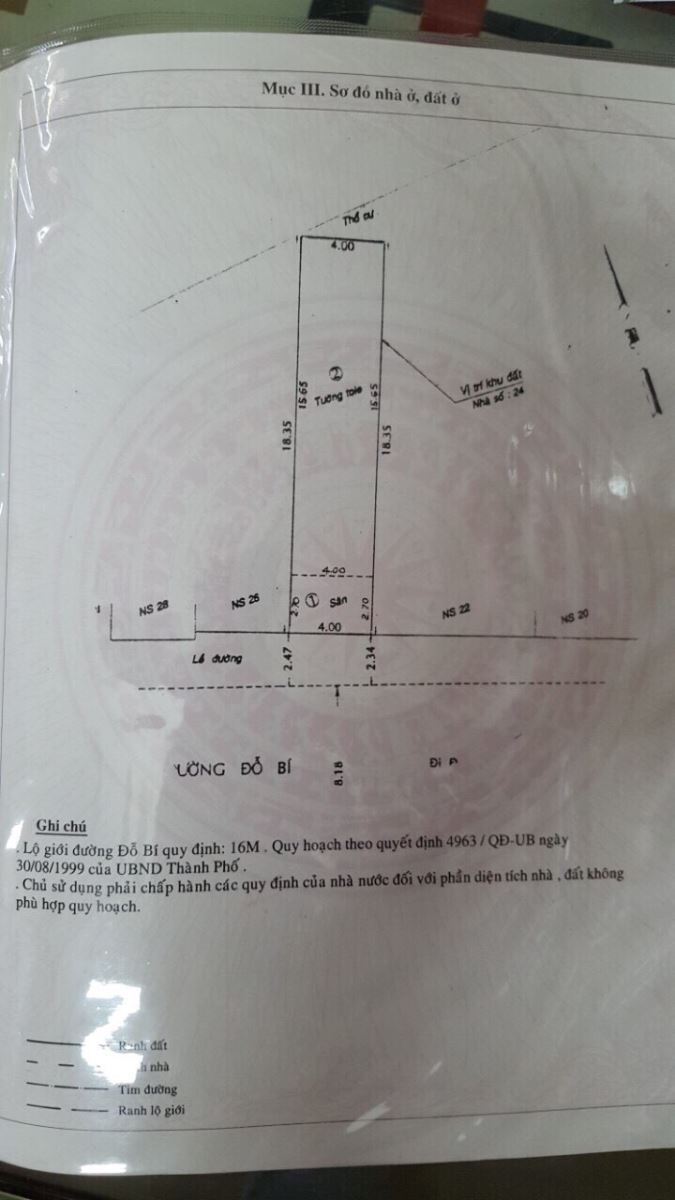 Mục III. Sơ đồ nhà ở, đất ở
Thổ cư
4.00
②
Tường tole
15.65
15.65
18.35
18.35
Vị trí khu đất
Nhà số : 24
4.00
NS 28
NS 26
2.70
① Sân
2.70
NS 22
NS 20
4.00
Lề đường
2.47
2.34
ƯỜNG ĐỖ BÍ
8.18
Đi
Ghi chú
. Lộ giới đường Đỗ Bí quy định: 16M . Quy hoạch theo quyết định 4963 / QĐ-UB ngày
30/08/1999 của UBND Thành Phố .
. Chủ sử dụng phải chấp hành các quy định của nhà nước đối với phần diện tích nhà , đất không
phù hợp quy hoạch.
Ranh đất
nhà
Tim đường
Ranh lộ giới